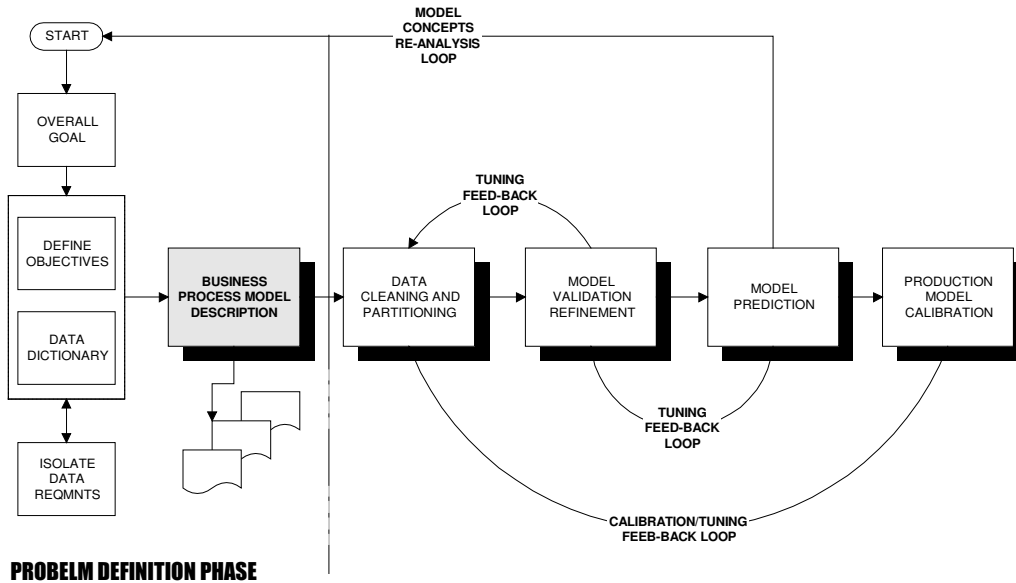 MODEL
CONCEPTS
RE-ANALYSIS
LOOP
START
OVERALL
GOAL
TUNING
FEED-BACK
LOOP
DEFINE
OBJECTIVES
DATA
DICTIONARY
BUSINESS
PROCESS MODEL
DESCRIPTION
DATA
CLEANING AND
PARTITIONING
MODEL
VALIDATION
REFINEMENT
MODEL
PREDICTION
PRODUCTION
MODEL
CALIBRATION
TUNING
FEED-BACK
LOOP
ISOLATE
DATA
REQMNTS
CALIBRATION/TUNING
FEEB-BACK LOOP
PROBELM DEFINITION PHASE